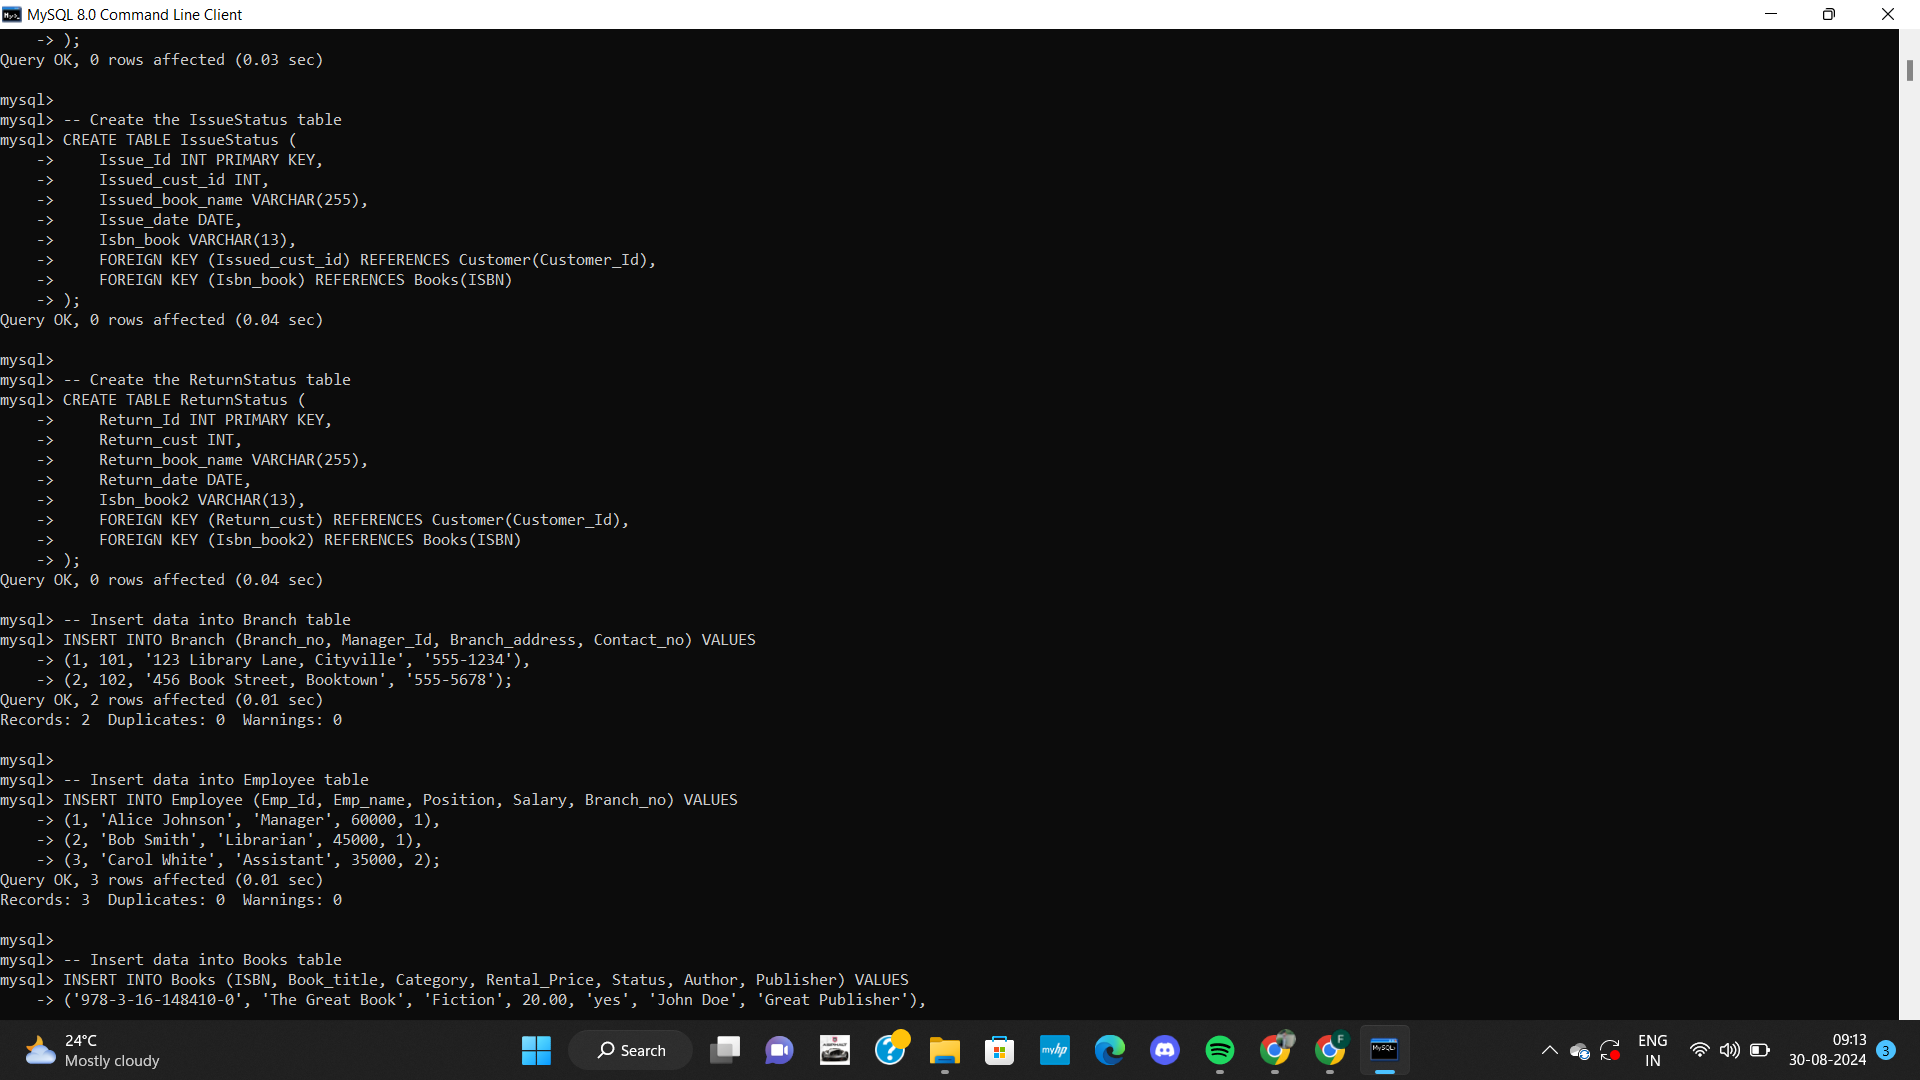 MySQL 8.0 Command Line Client
    -> );
Query OK, 0 rows affected (0.03 sec)
mysql>
mysql> -- Create the IssueStatus table
mysql> CREATE TABLE IssueStatus (
    ->     Issue_Id INT PRIMARY KEY,
    ->     Issued_cust_id INT,
    ->     Issued_book_name VARCHAR(255),
    ->     Issue_date DATE,
    ->     Isbn_book VARCHAR(13),
    ->     FOREIGN KEY (Issued_cust_id) REFERENCES Customer(Customer_Id),
    ->     FOREIGN KEY (Isbn_book) REFERENCES Books(ISBN)
    -> );
Query OK, 0 rows affected (0.04 sec)
mysql>
mysql> -- Create the ReturnStatus table
mysql> CREATE TABLE ReturnStatus (
    ->     Return_Id INT PRIMARY KEY,
    ->     Return_cust INT,
    ->     Return_book_name VARCHAR(255),
    ->     Return_date DATE,
    ->     Isbn_book2 VARCHAR(13),
    ->     FOREIGN KEY (Return_cust) REFERENCES Customer(Customer_Id),
    ->     FOREIGN KEY (Isbn_book2) REFERENCES Books(ISBN)
    -> );
Query OK, 0 rows affected (0.04 sec)
mysql> -- Insert data into Branch table
mysql> INSERT INTO Branch (Branch_no, Manager_Id, Branch_address, Contact_no) VALUES
    -> (1, 101, '123 Library Lane, Cityville', '555-1234'),
    -> (2, 102, '456 Book Street, Booktown', '555-5678');
Query OK, 2 rows affected (0.01 sec)
Records: 2  Duplicates: 0  Warnings: 0
mysql>
mysql> -- Insert data into Employee table
mysql> INSERT INTO Employee (Emp_Id, Emp_name, Position, Salary, Branch_no) VALUES
    -> (1, 'Alice Johnson', 'Manager', 60000, 1),
    -> (2, 'Bob Smith', 'Librarian', 45000, 1),
    -> (3, 'Carol White', 'Assistant', 35000, 2);
Query OK, 3 rows affected (0.01 sec)
Records: 3  Duplicates: 0  Warnings: 0
mysql>
mysql> -- Insert data into Books table
mysql> INSERT INTO Books (ISBN, Book_title, Category, Rental_Price, Status, Author, Publisher) VALUES
    -> ('978-3-16-148410-0', 'The Great Book', 'Fiction', 20.00, 'yes', 'John Doe', 'Great Publisher'),
24°C
Mostly cloudy
Search
myhp
F
MySQL
ENG
IN
09:13
30-08-2024
3